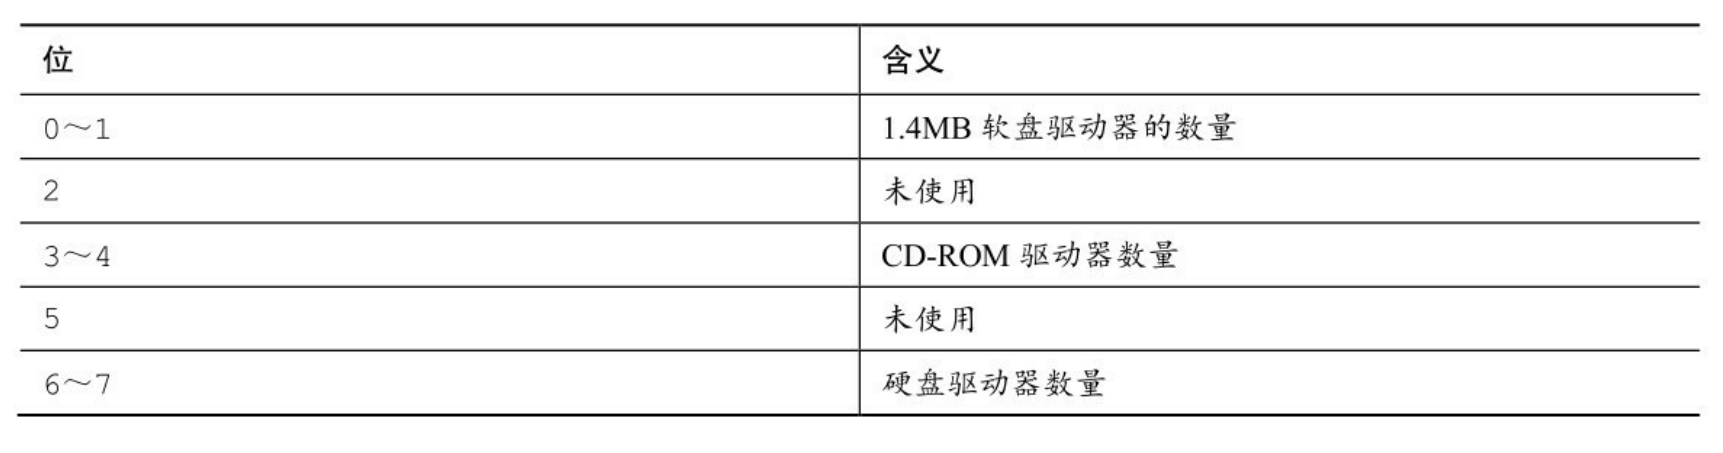 位 含义
0～1 1.4MB 软盘驱动器的数量
2 未使用
3～4 CD-ROM 驱动器数量
5 未使用
6～7 硬盘驱动器数量